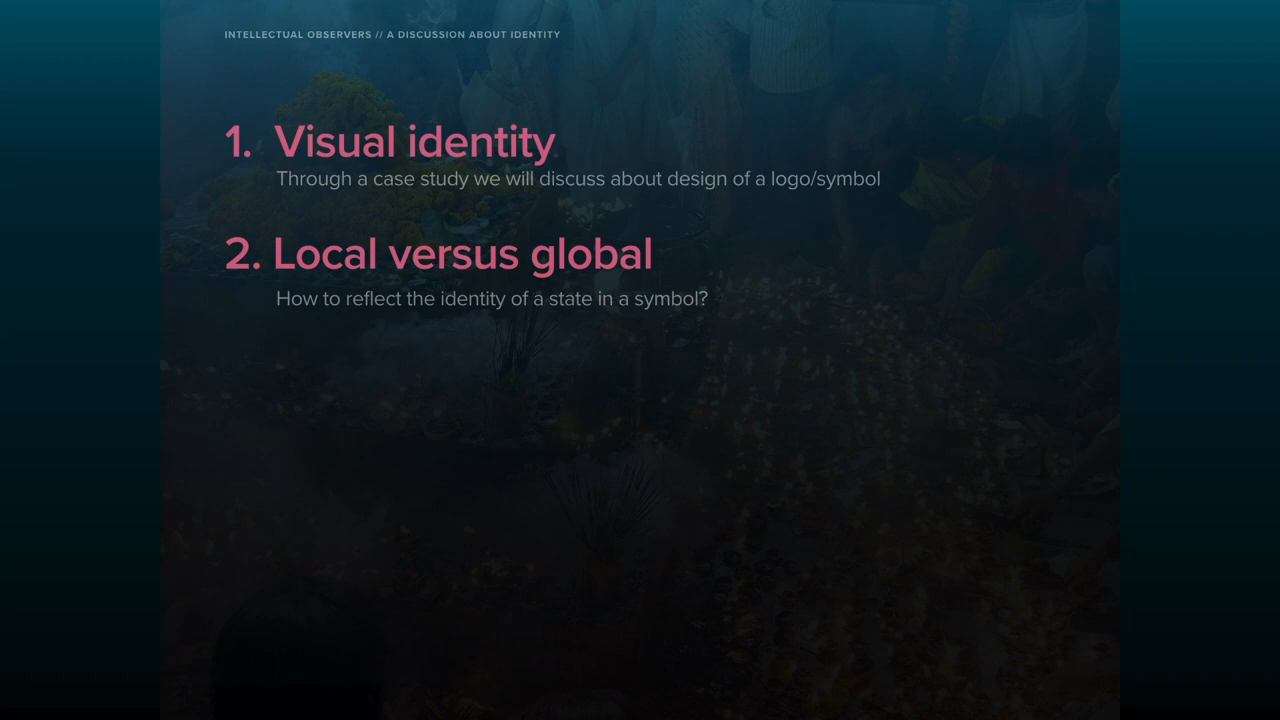 INTELLECTUAL OBSERVERS // A DISCUSSION ABOUT IDENTITY
1. Visual identity
Through a case study we will discuss about design of a logo/symbol
2. Local versus global
How to reflect the identity of a state in a symbol?